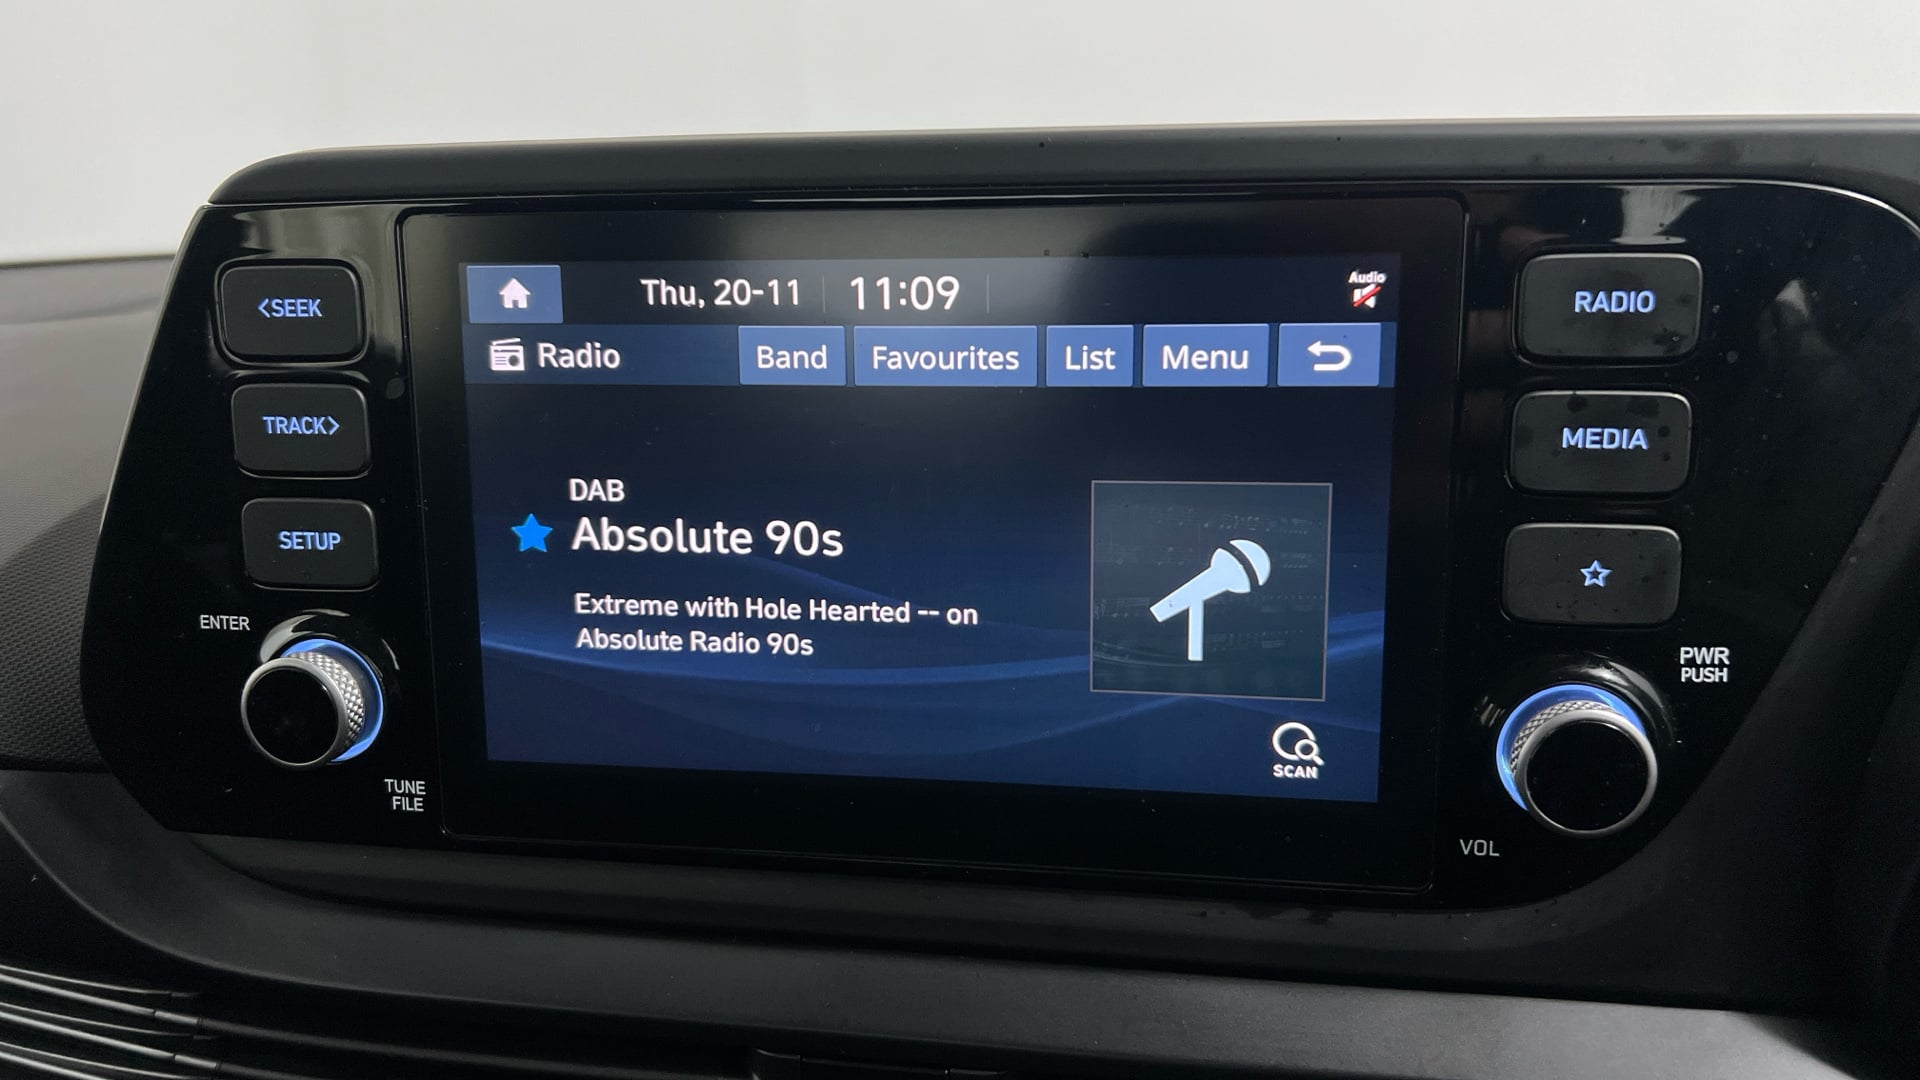 <SEEK
TRACK>
SETUP
ENTER
TUNE
FILE
Thu, 20-11
11:09
Audio
Radio
Band
Favourites
List
Menu
DAB
Absolute 90s
Extreme with Hole Hearted -- on
Absolute Radio 90s
SCAN
RADIO
MEDIA
PWR
PUSH
VOL